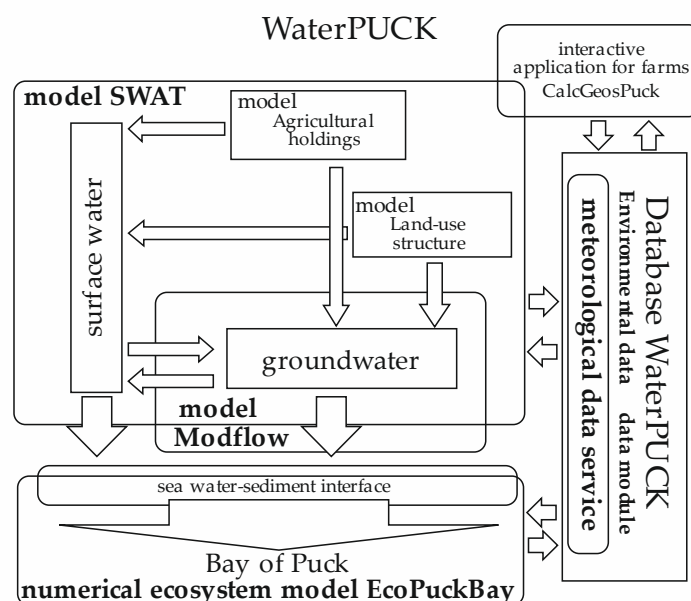 WaterPUCK
interactive
application for farms
CalcGeosPuck
model SWAT
model
Agricultural
holdings
surface water
model
Land-use
structure
groundwater
model
Modflow
Database WaterPUCK
Environmental data data module
meteorological data service
sea water-sediment interface
Bay of Puck
numerical ecosystem model EcoPuckBay